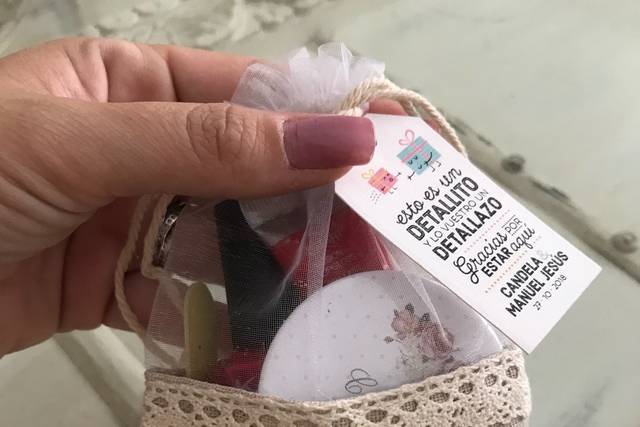 esto es un
DETALLITO
Y LO VUESTRO UN
DETALLAZO
Gracias POR
ESTAR aquí
CANDELA &
MANUEL JESÚS
27 - 10 - 2018